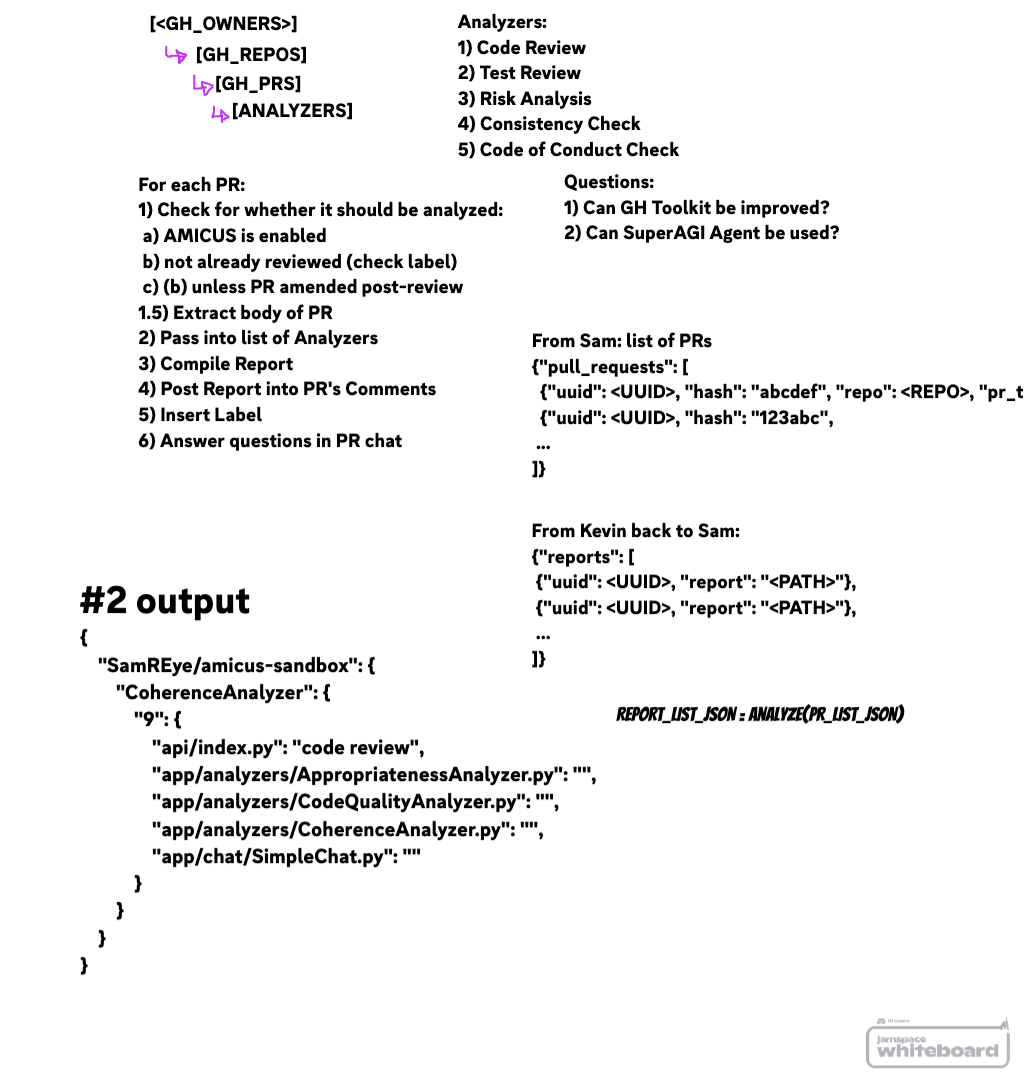 [<GH_OWNERS>]
[GH_REPOS]
[GH_PRS]
[ANALYZERS]
Analyzers:
1) Code Review
2) Test Review
3) Risk Analysis
4) Consistency Check
5) Code of Conduct Check
For each PR:
1) Check for whether it should be analyzed:
a) AMICUS is enabled
b) not already reviewed (check label)
c) (b) unless PR amended post-review
1.5) Extract body of PR
2) Pass into list of Analyzers
3) Compile Report
4) Post Report into PR's Comments
5) Insert Label
6) Answer questions in PR chat
Questions:
1) Can GH Toolkit be improved?
2) Can SuperAGI Agent be used?
From Sam: list of PRs
{"pull_requests": [
{"uuid": <UUID>, "hash": "abcdef", "repo": <REPO>, "pr_t
{"uuid": <UUID>, "hash": "123abc",
...
]}
From Kevin back to Sam:
{"reports": [
{"uuid": <UUID>, "report": "<PATH>"},
{"uuid": <UUID>, "report": "<PATH>"},
...
]}
REPORT_LIST_JSON = ANALYZE(PR_LIST_JSON)
#2 output
{
"SamREye/amicus-sandbox": {
"CoherenceAnalyzer": {
"9": {
"api/index.py": "code review",
"app/analyzers/AppropriatenessAnalyzer.py": "",
"app/analyzers/CodeQualityAnalyzer.py": "",
"app/analyzers/CoherenceAnalyzer.py": "",
"app/chat/SimpleChat.py": ""
}
}
}
}
jamspace
whiteboard